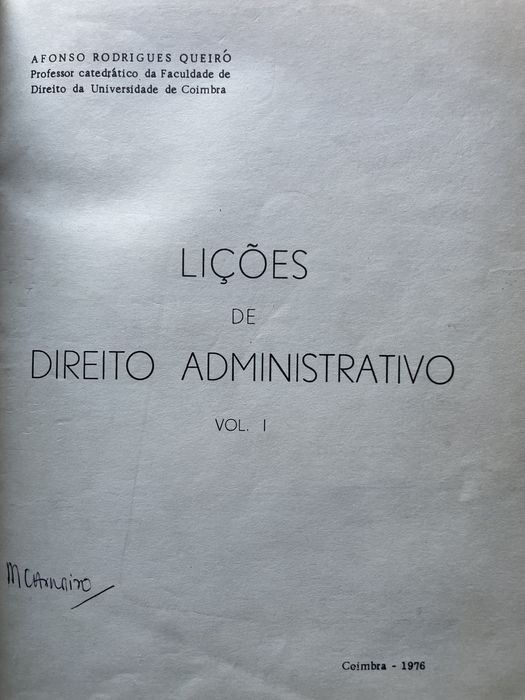 AFONSO RODRIGUES QUEIRÓ
Professor catedrático da Faculdade de
Direito da Universidade de Coimbra
LIÇÕES
DE
DIREITO ADMINISTRATIVO
VOL. I
Coimbra - 1976